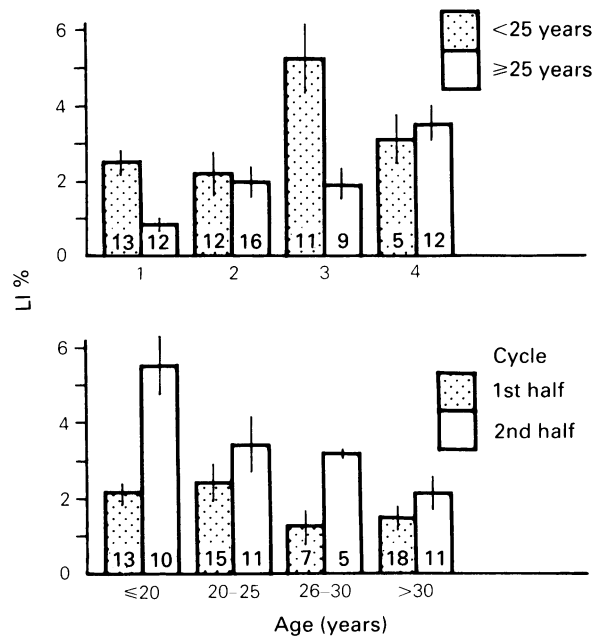 6
<25 years
⩾25 years
4
2
0
13 12 12 16 11 9 5 12
1 2 3 4
LI %
6
Cycle
1st half
2nd half
4
2
0
13 10 15 11 7 5 18 11
⩽20 20–25 26–30 >30
Age (years)